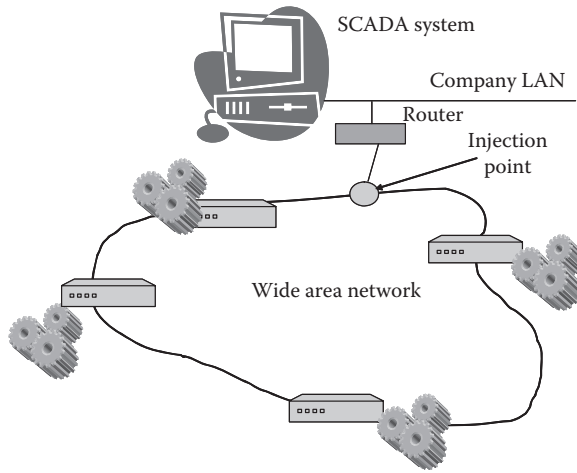 SCADA system
Company LAN
Router
Injection
point
Wide area network